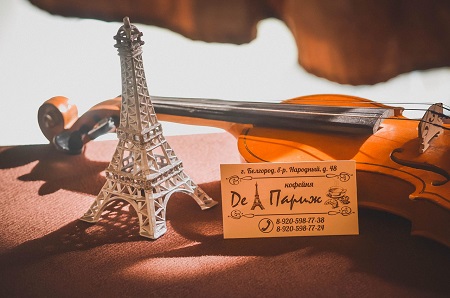 г. Белгород, б-р. Народный, д. 48
кофейня
De Париж
8-920-598-77-38
8-920-598-77-24